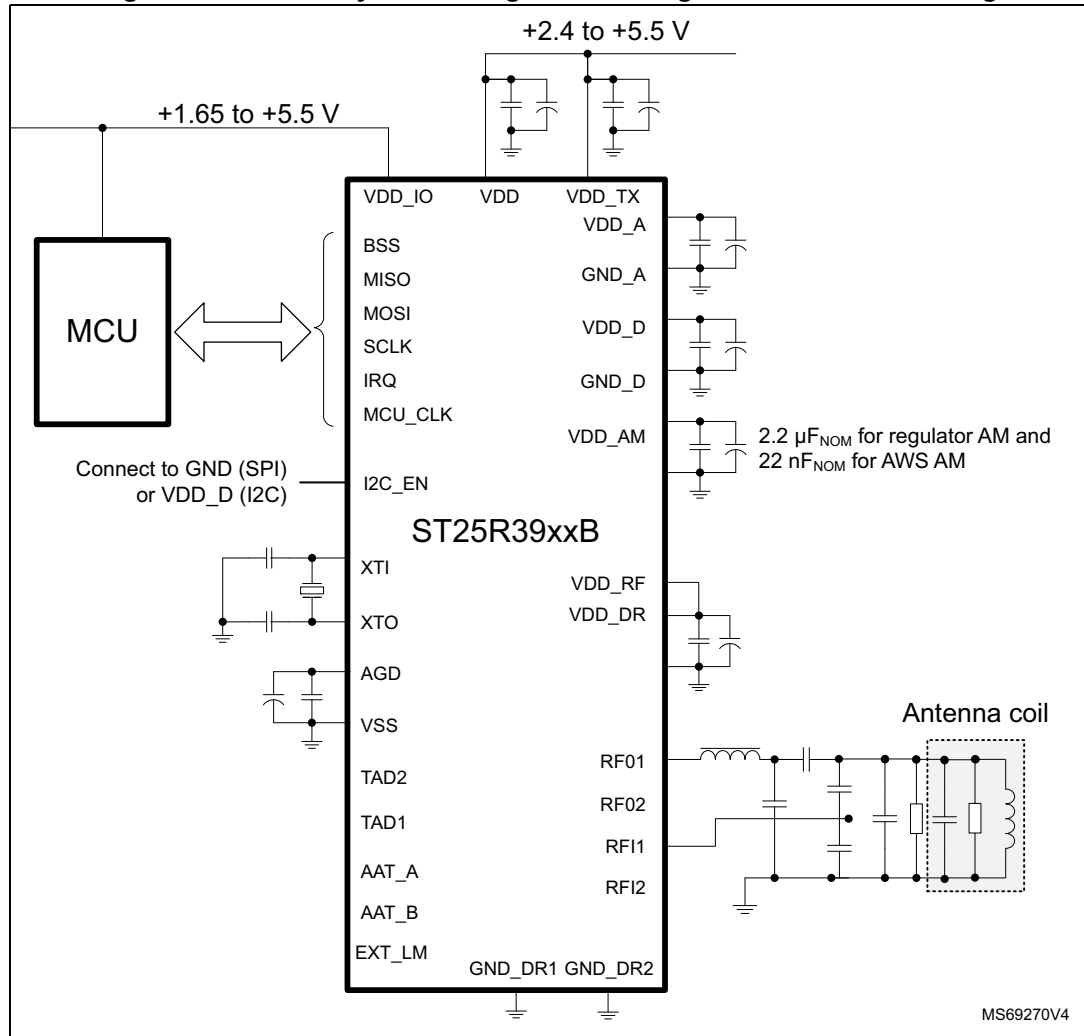 +2.4 to +5.5 V
+1.65 to +5.5 V
VDD_IO VDD VDD_TX
VDD_A
BSS
GND_A
MISO
MOSI
VDD_D
MCU
SCLK
IRQ
GND_D
MCU_CLK
VDD_AM
2.2 µFNOM for regulator AM and
22 nFNOM for AWS AM
Connect to GND (SPI)
or VDD_D (I2C)
I2C_EN
ST25R39xxB
XTI
VDD_RF
VDD_DR
XTO
AGD
VSS
Antenna coil
RF01
TAD2
RF02
TAD1
RFI1
AAT_A
RFI2
AAT_B
EXT_LM
GND_DR1 GND_DR2
MS69270V4